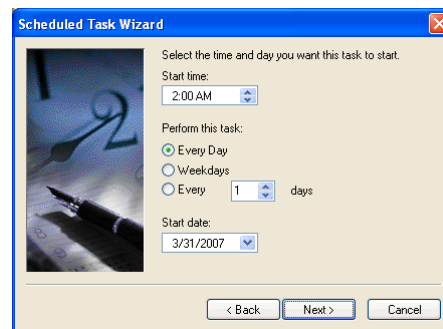 Scheduled Task Wizard
Select the time and day you want this task to start.
Start time:
2:00 AM
Perform this task:
Every Day
Weekdays
Every 1 days
Start date:
3/31/2007
< Back Next > Cancel